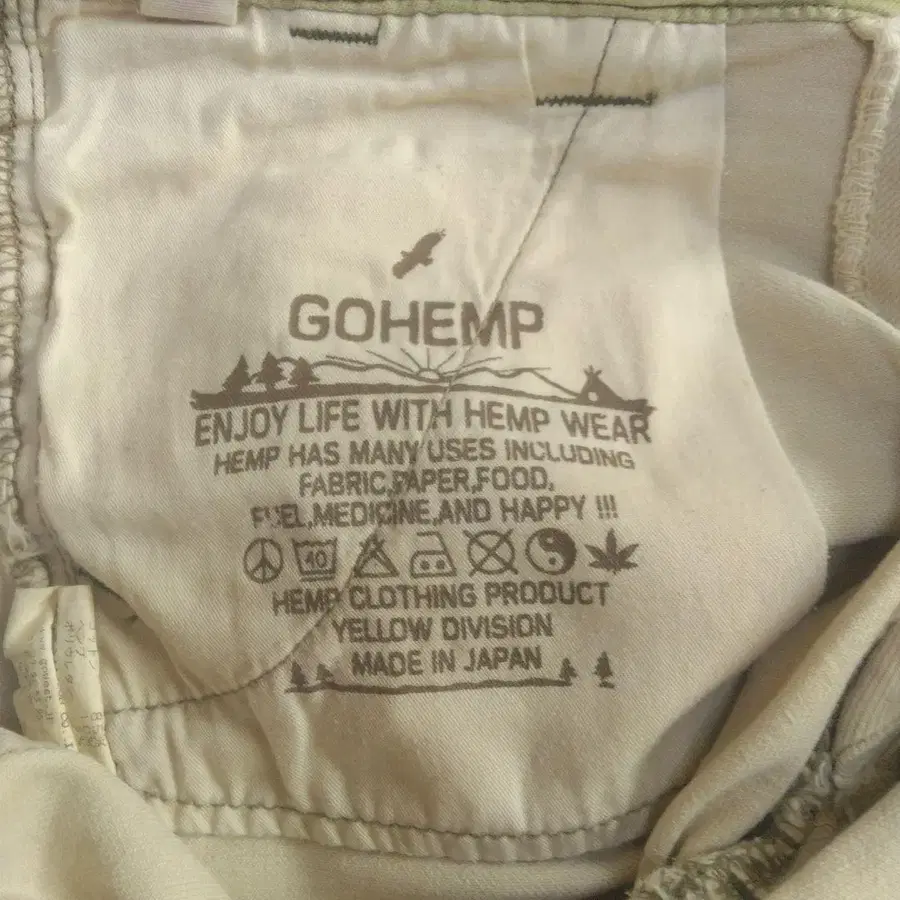 GOHEMP
ENJOY LIFE WITH HEMP WEAR
HEMP HAS MANY USES INCLUDING
FABRIC,PAPER,FOOD,
FUEL,MEDICINE,AND HAPPY !!!
40
HEMP CLOTHING PRODUCT
YELLOW DIVISION
MADE IN JAPAN